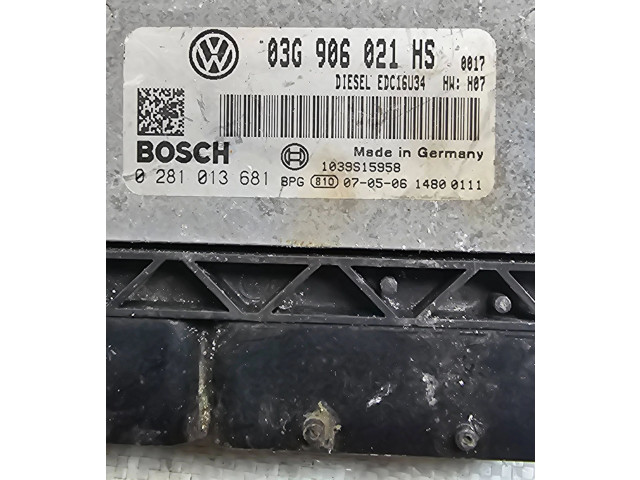 VW 03G 906 021 HS 0017
DIESEL EDC16U34 HW: H07
BOSCH Made in Germany
1039S15958
0 281 013 681 BPG 810 07-05-06 1480 0111